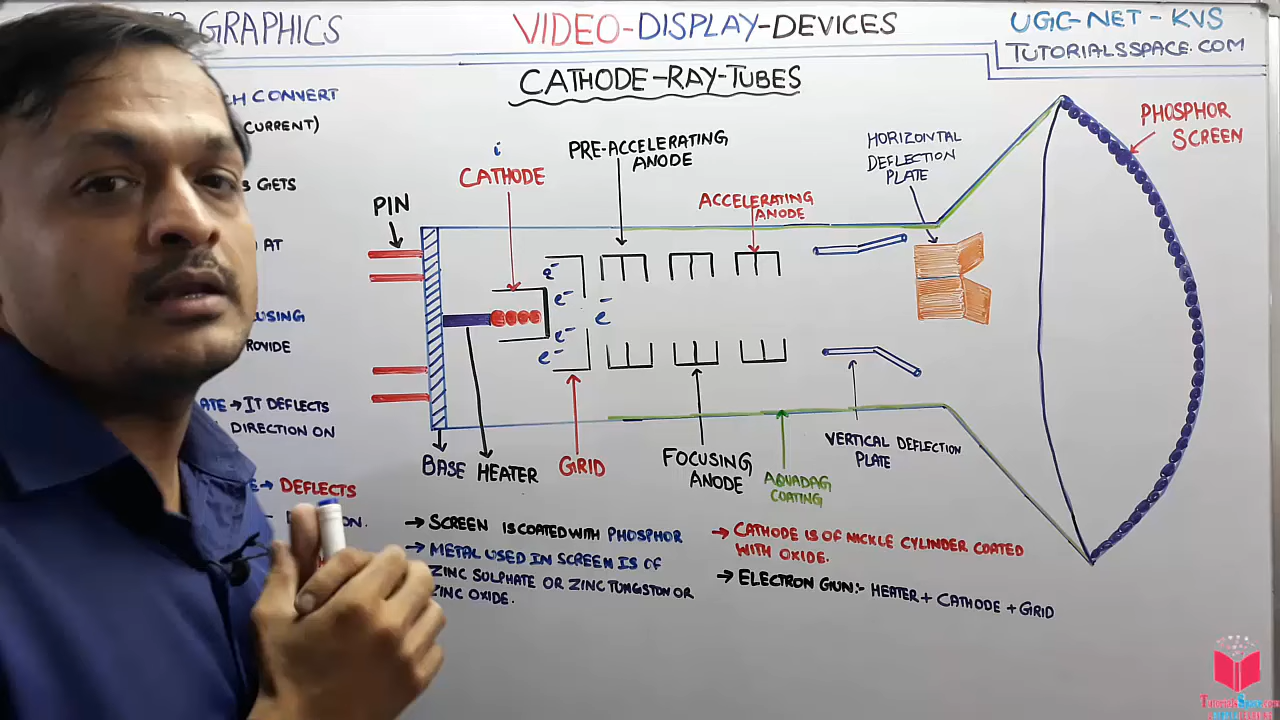 GRAPHICS
VIDEO-DISPLAY-DEVICES
UGC-NET-KVS
TUTORIALSSPACE.COM
CATHODE-RAY-TUBES
CONVERT
CURRENT)
GETS
AT
USING
PROVIDE
IT DEFLECTS
DIRECTION ON
DEFLECTS
i
CATHODE
PRE-ACCELERATING
ANODE
ACCELERATING
ANODE
HORIZONTAL
DEFLECTION
PLATE
PHOSPHOR
SCREEN
PIN
e-
e-
e-
e-
e-
BASE
HEATER
GRID
FOCUSING
ANODE
AQUADAG
COATING
VERTICAL DEFLECTION
PLATE
→ SCREEN IS COATED WITH PHOSPHOR
→ METAL USED IN SCREEN IS OF
ZINC SULPHATE OR ZINC TUNGSTON OR
ZINC OXIDE.
→ CATHODE IS OF NICKLE CYLINDER COATED
WITH OXIDE.
→ ELECTRON GUN:- HEATER + CATHODE + GRID
TutorialsSpace.com